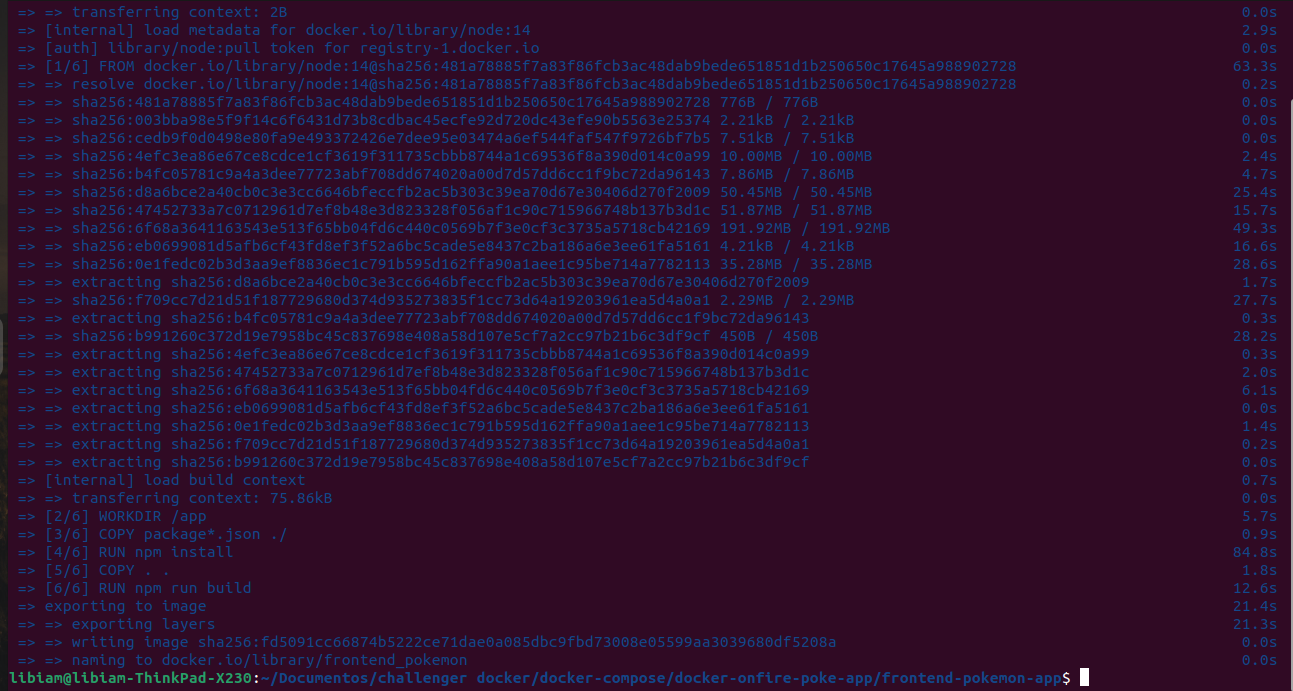 => => transferring context: 2B 0.0s
=> [internal] load metadata for docker.io/library/node:14 2.9s
=> [auth] library/node:pull token for registry-1.docker.io 0.0s
=> [1/6] FROM docker.io/library/node:14@sha256:481a78885f7a83f86fcb3ac48dab9bede651851d1b250650c17645a988902728 63.3s
=> => resolve docker.io/library/node:14@sha256:481a78885f7a83f86fcb3ac48dab9bede651851d1b250650c17645a988902728 0.2s
=> => sha256:481a78885f7a83f86fcb3ac48dab9bede651851d1b250650c17645a988902728 776B / 776B 0.0s
=> => sha256:003bba98e5f9f14c6f6431d73b8cdbac45ecfe92d720dc43efe90b5563e25374 2.21kB / 2.21kB 0.0s
=> => sha256:cedb9f0d0498e80fa9e493372426e7dee95e03474a6ef544faf547f9726bf7b5 7.51kB / 7.51kB 0.0s
=> => sha256:4efc3ea86e67ce8cdce1cf3619f311735cbbb8744a1c69536f8a390d014c0a99 10.00MB / 10.00MB 2.4s
=> => sha256:b4fc05781c9a4a3dee77723abf708dd674020a00d7d57dd6cc1f9bc72da96143 7.86MB / 7.86MB 4.7s
=> => sha256:d8a6bce2a40cb0c3e3cc6646bfeccfb2ac5b303c39ea70d67e30406d270f2009 50.45MB / 50.45MB 25.4s
=> => sha256:47452733a7c0712961d7ef8b48e3d823328f056af1c90c715966748b137b3d1c 51.87MB / 51.87MB 15.7s
=> => sha256:6f68a3641163543e513f65bb04fd6c440c0569b7f3e0cf3c3735a5718cb42169 191.92MB / 191.92MB 49.3s
=> => sha256:eb0699081d5afb6cf43fd8ef3f52a6bc5cade5e8437c2ba186a6e3ee61fa5161 4.21kB / 4.21kB 16.6s
=> => sha256:0e1fedc02b3d3aa9ef8836ec1c791b595d162ffa90a1aee1c95be714a7782113 35.28MB / 35.28MB 28.6s
=> => extracting sha256:d8a6bce2a40cb0c3e3cc6646bfeccfb2ac5b303c39ea70d67e30406d270f2009 1.7s
=> => sha256:f709cc7d21d51f187729680d374d935273835f1cc73d64a19203961ea5d4a0a1 2.29MB / 2.29MB 27.7s
=> => extracting sha256:b4fc05781c9a4a3dee77723abf708dd674020a00d7d57dd6cc1f9bc72da96143 0.3s
=> => sha256:b991260c372d19e7958bc45c837698e408a58d107e5cf7a2cc97b21b6c3df9cf 450B / 450B 28.2s
=> => extracting sha256:4efc3ea86e67ce8cdce1cf3619f311735cbbb8744a1c69536f8a390d014c0a99 0.3s
=> => extracting sha256:47452733a7c0712961d7ef8b48e3d823328f056af1c90c715966748b137b3d1c 2.0s
=> => extracting sha256:6f68a3641163543e513f65bb04fd6c440c0569b7f3e0cf3c3735a5718cb42169 6.1s
=> => extracting sha256:eb0699081d5afb6cf43fd8ef3f52a6bc5cade5e8437c2ba186a6e3ee61fa5161 0.0s
=> => extracting sha256:0e1fedc02b3d3aa9ef8836ec1c791b595d162ffa90a1aee1c95be714a7782113 1.4s
=> => extracting sha256:f709cc7d21d51f187729680d374d935273835f1cc73d64a19203961ea5d4a0a1 0.2s
=> => extracting sha256:b991260c372d19e7958bc45c837698e408a58d107e5cf7a2cc97b21b6c3df9cf 0.0s
=> [internal] load build context 0.7s
=> => transferring context: 75.86kB 0.0s
=> [2/6] WORKDIR /app 5.7s
=> [3/6] COPY package*.json ./ 0.9s
=> [4/6] RUN npm install 84.8s
=> [5/6] COPY . . 1.8s
=> [6/6] RUN npm run build 12.6s
=> exporting to image 21.4s
=> => exporting layers 21.3s
=> => writing image sha256:fd5091cc66874b5222ce71dae0a085dbc9fbd73008e05599aa3039680df5208a 0.0s
=> => naming to docker.io/library/frontend_pokemon 0.0s
libiam@libiam-ThinkPad-X230:~/Documentos/challenger docker/docker-compose/docker-onfire-poke-app/frontend-pokemon-app$